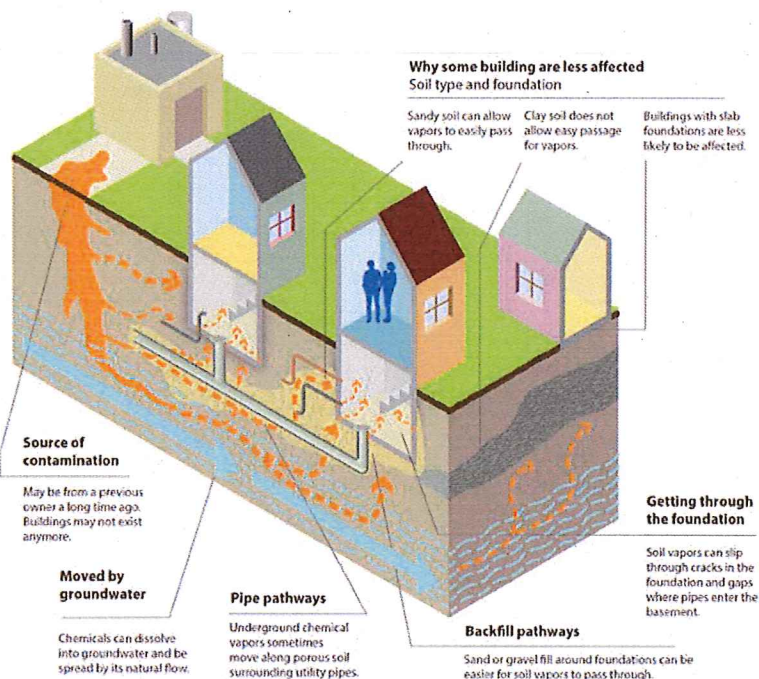 Why some building are less affected
Soil type and foundation
Sandy soil can allow
vapors to easily pass
through.
Clay soil does not
allow easy passage
for vapors.
Buildings with slab
foundations are less
likely to be affected.
Source of
contamination
May be from a previous
owner a long time ago.
Buildings may not exist
anymore.
Moved by
groundwater
Chemicals can dissolve
into groundwater and be
spread by its natural flow.
Pipe pathways
Underground chemical
vapors sometimes
move along porous soil
surrounding utility pipes.
Backfill pathways
Sand or gravel fill around foundations can be
easier for soil vapors to pass through.
Getting through
the foundation
Soil vapors can slip
through cracks in the
foundation and gaps
where pipes enter the
basement.